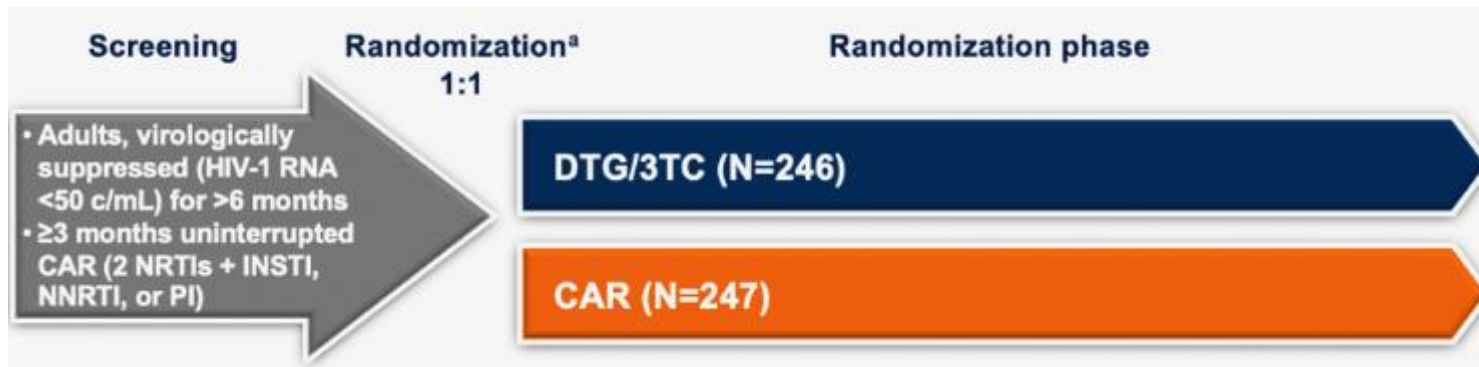 Screening
Randomizationᵃ
1:1
Randomization phase
• Adults, virologically
suppressed (HIV-1 RNA
<50 c/mL) for >6 months
• ≥3 months uninterrupted
CAR (2 NRTIs + INSTI,
NNRTI, or PI)
DTG/3TC (N=246)
CAR (N=247)